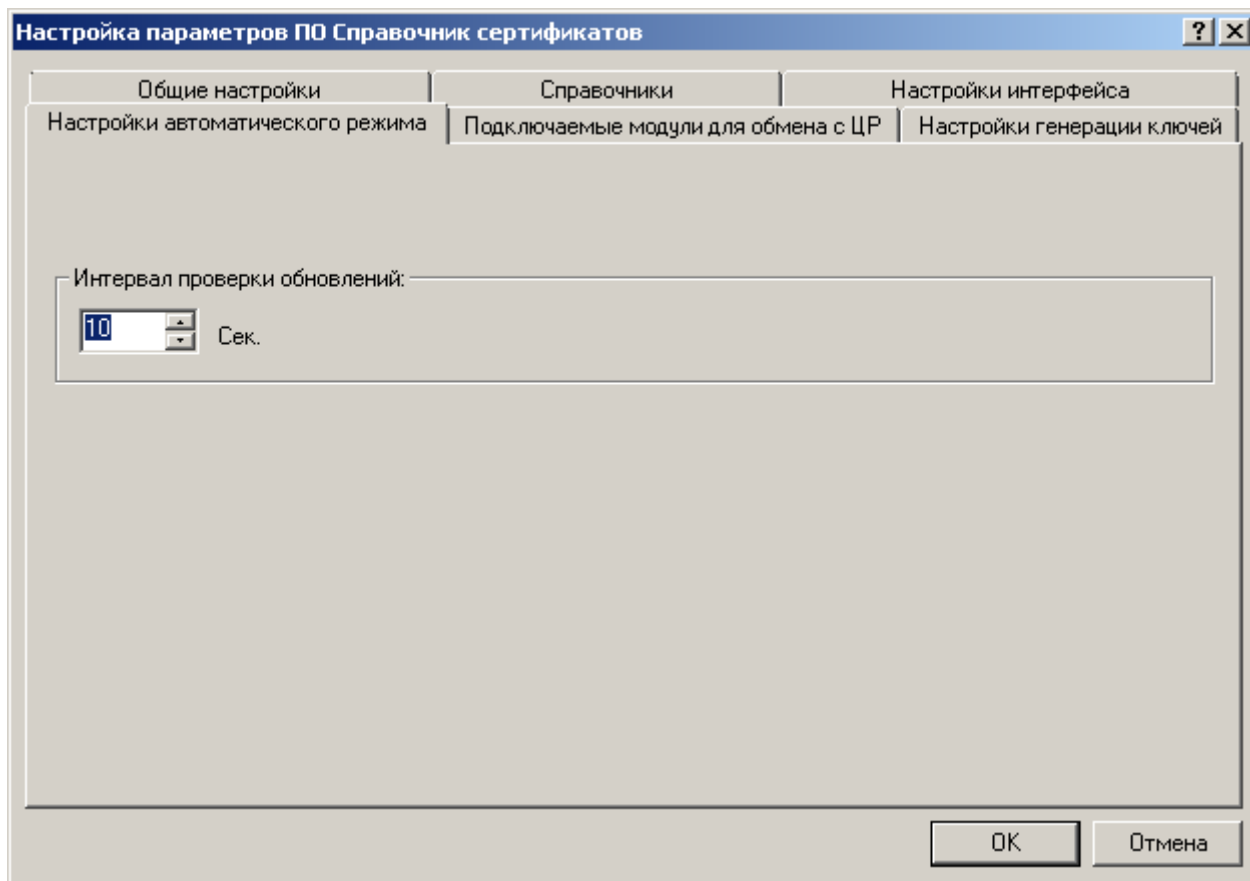 Настройка параметров ПО Справочник сертификатов
Общие настройки Справочники Настройки интерфейса
Настройки автоматического режима Подключаемые модули для обмена с ЦР Настройки генерации ключей
Интервал проверки обновлений:
10 Сек.
OK Отмена